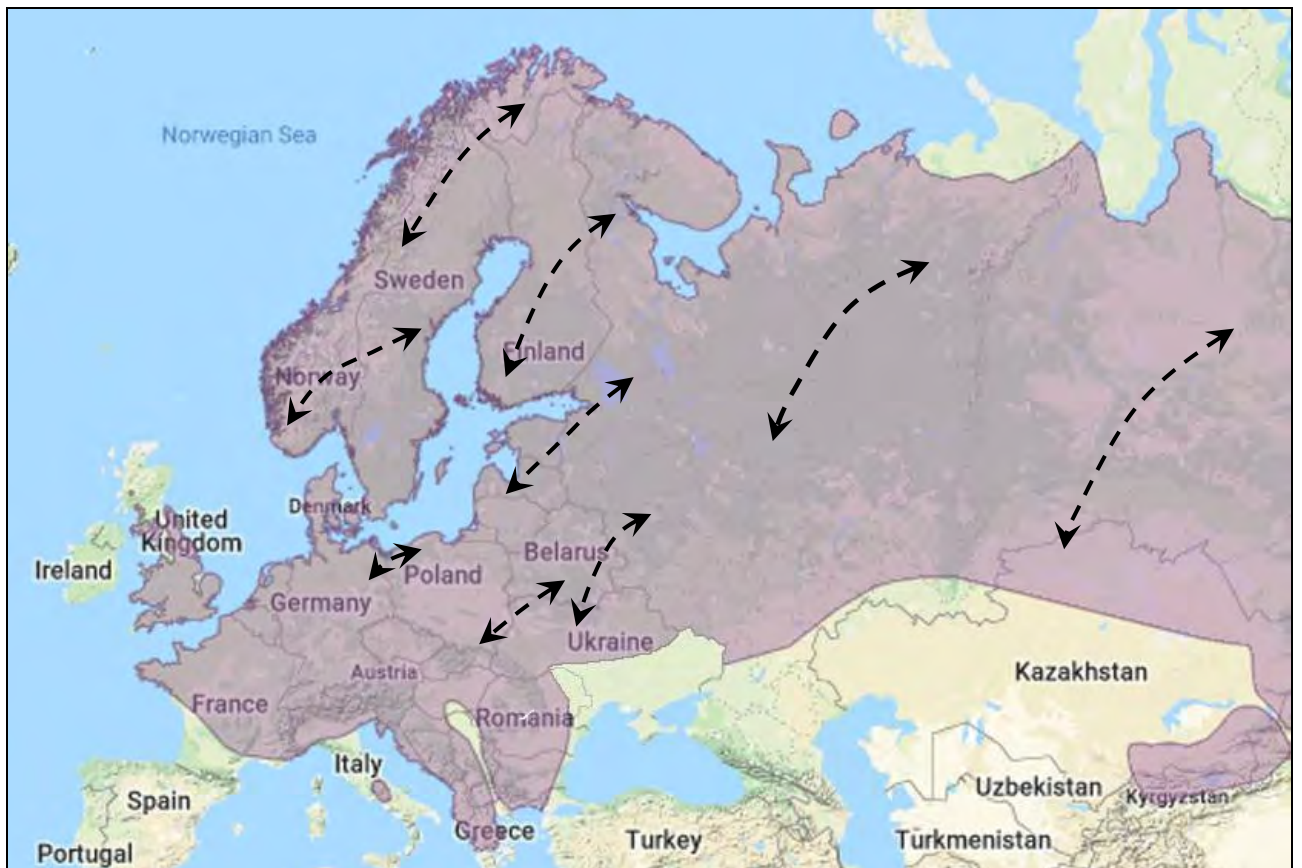 Norwegian Sea
Sweden
Finland
Norway
Denmark
United
Kingdom
Ireland
Belarus
Poland
Germany
Ukraine
Austria
Kazakhstan
France
Romania
Italy
Uzbekistan
Kyrgyzstan
Spain
Greece
Turkey
Turkmenistan
Portugal